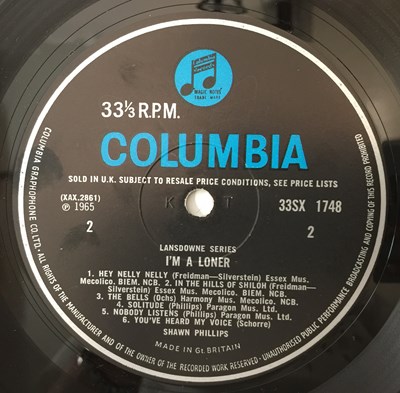 MAGIC NOTES
TRADE MARK
33⅓ R.P.M.
COLUMBIA
SOLD IN U.K. SUBJECT TO RESALE PRICE CONDITIONS, SEE PRICE LISTS
(XAX.2861)
℗ 1965
K T
33SX 1748
2
2
LANSDOWNE SERIES
I'M A LONER
1. HEY NELLY NELLY (Freldman—Silverstein) Essex Mus.
Mecolico. BIEM. NCB. 2. IN THE HILLS OF SHILOH (Freldman—
Silverstein) Essex Mus. Mecolico. BIEM. NCB.
3. THE BELLS (Ochs) Harmony Mus. Mecolico. NCB.
4. SOLITUDE (Phillips) Paragon Mus. Ltd.
5. NOBODY LISTENS (Phillips) Paragon Mus. Ltd.
6. YOU'VE HEARD MY VOICE (Schorre)
SHAWN PHILLIPS
MADE IN Gt. BRITAIN
COLUMBIA GRAPHOPHONE CO. LTD. ALL RIGHTS OF THE MANUFACTURER AND OF THE OWNER OF THE RECORDED WORK RESERVED. UNAUTHORISED PUBLIC PERFORMANCE BROADCASTING AND COPYING OF THIS RECORD PROHIBITED